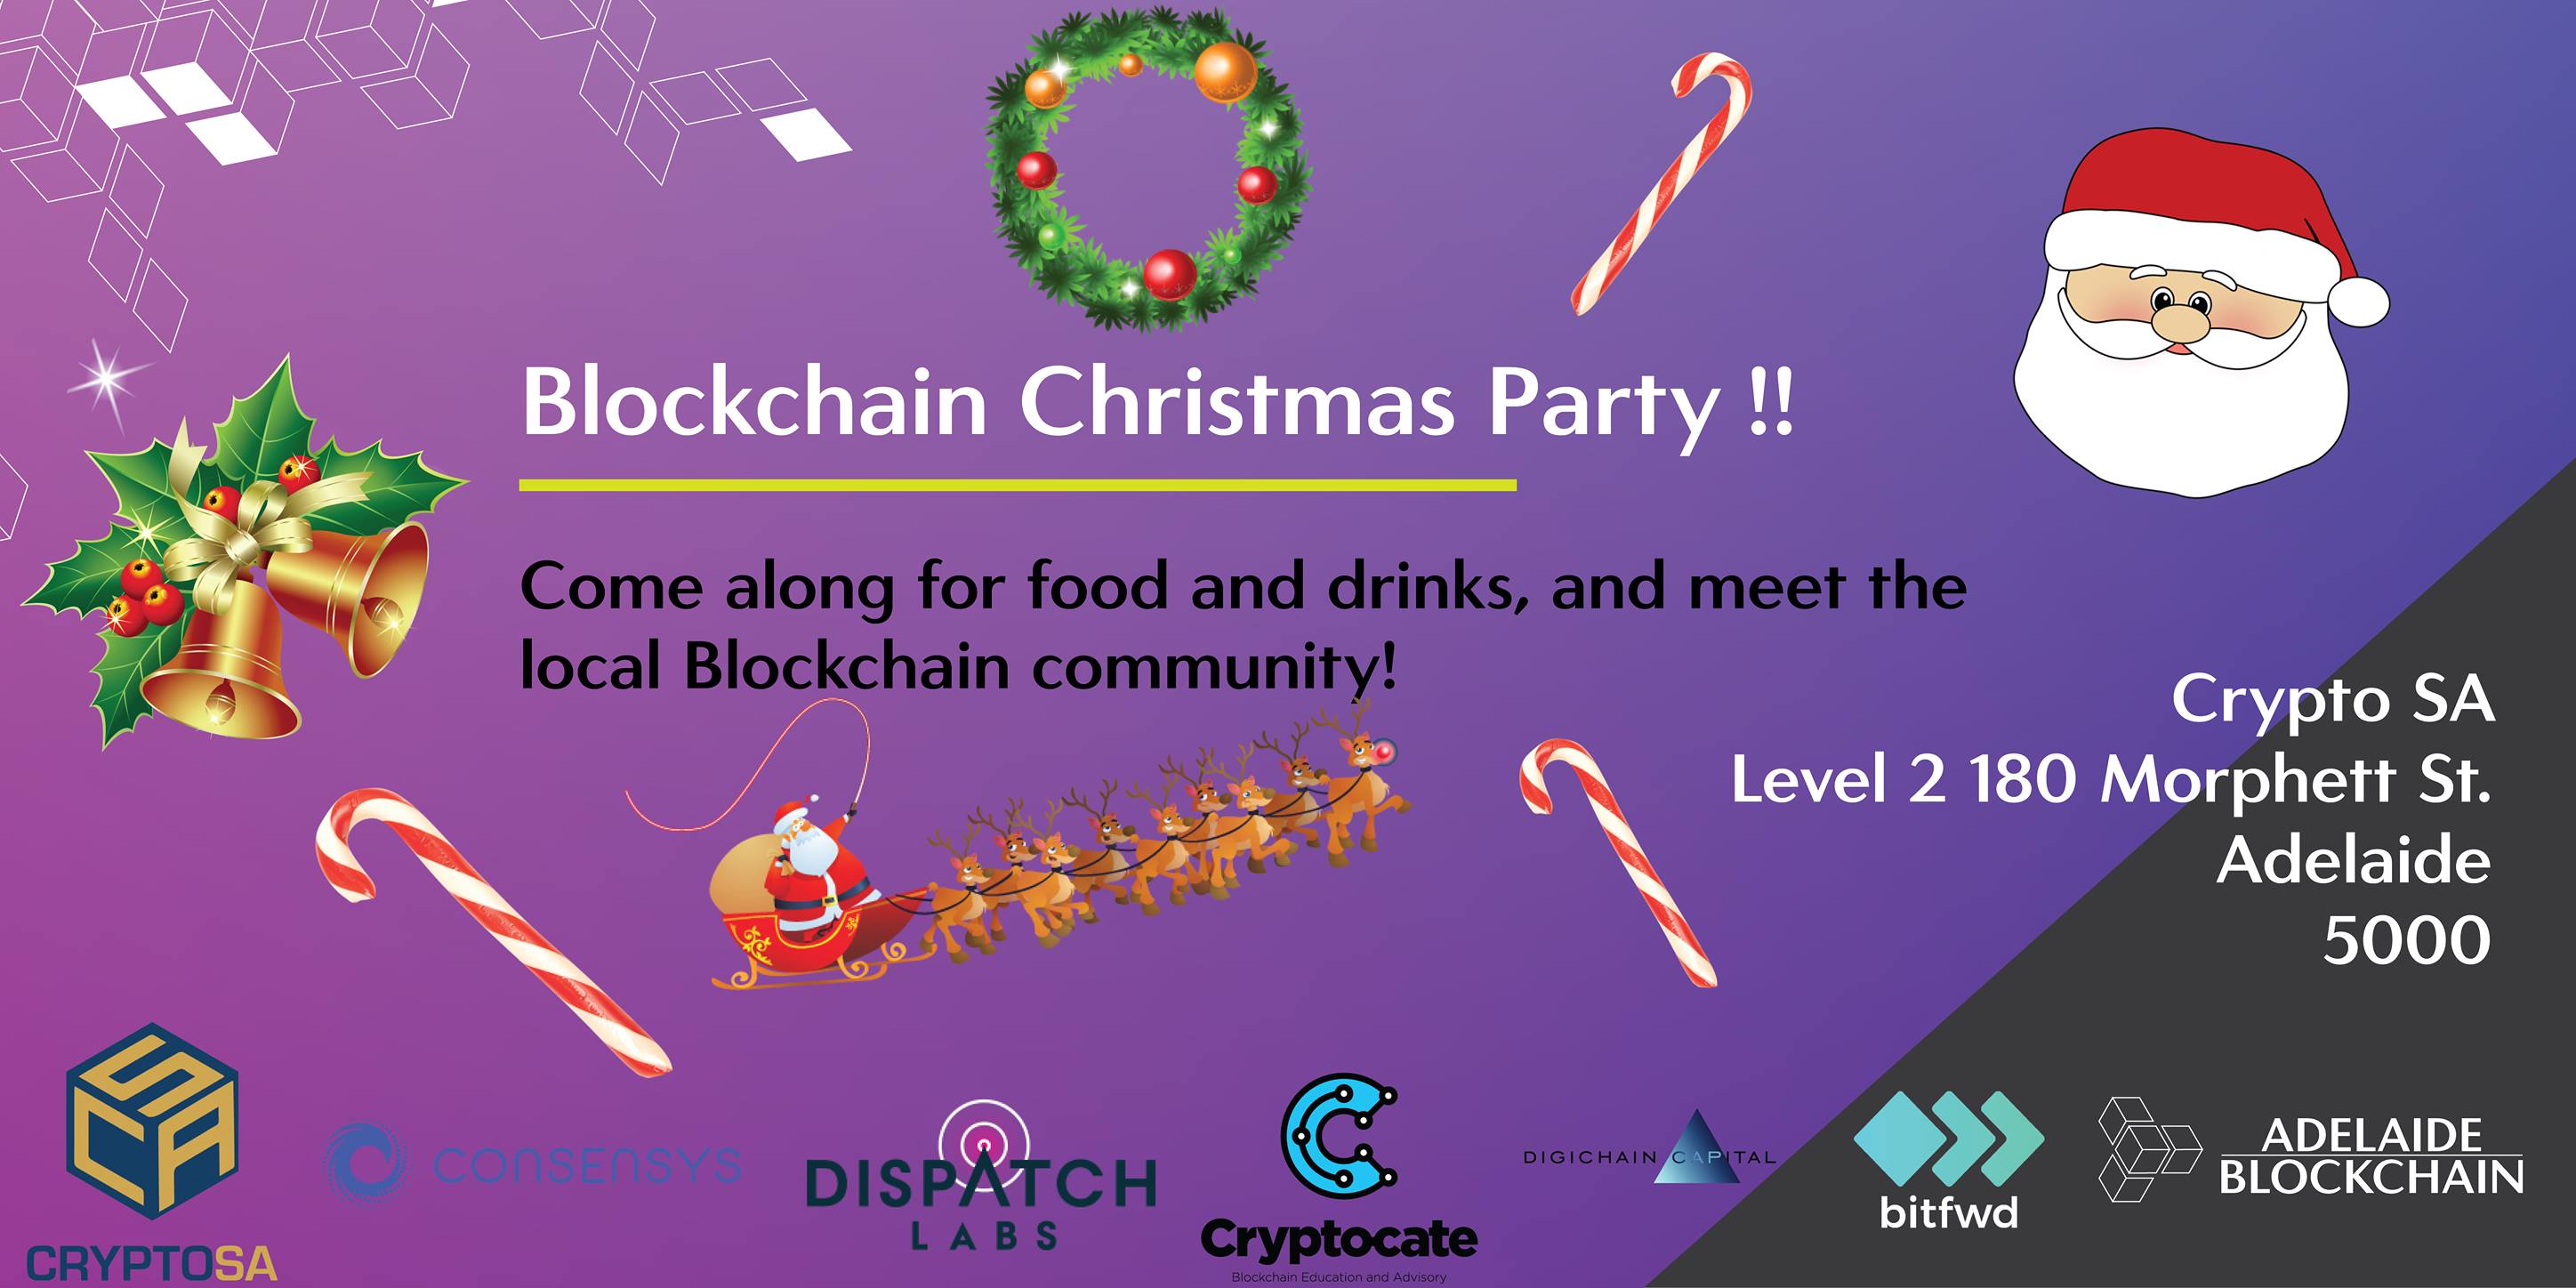 Blockchain Christmas Party !!
Come along for food and drinks, and meet the
local Blockchain community!
Crypto SA
Level 2 180 Morphett St.
Adelaide
5000
SCA
CRYPTOSA
CONSENSYS
DISPATCH
LABS
Cryptocate
Blockchain Education and Advisory
DIGICHAIN CAPITAL
bitfwd
ADELAIDE
BLOCKCHAIN